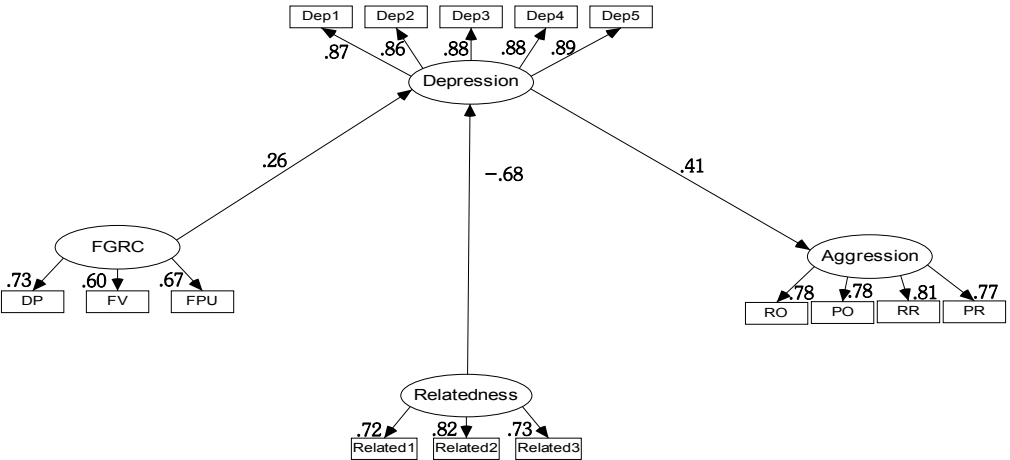 Dep1 Dep2 Dep3 Dep4 Dep5
.87 .86 .88 .88 .89
Depression
.26 -.68 .41
FGRC
Aggression
.73 .60 .67
DP FV FPU
.78 .78 .81 .77
RO PO RR PR
Relatedness
.72 .82 .73
Related1 Related2 Related3